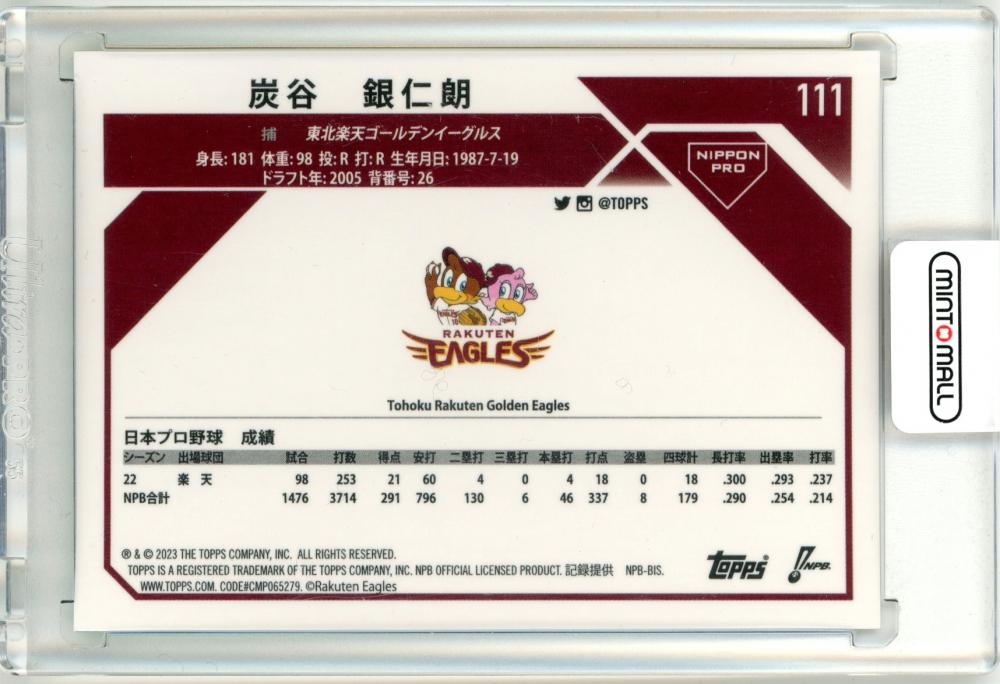 炭谷 銀仁朗
111
捕 東北楽天ゴールデンイーグルス
身長: 181 体重: 98 投: R 打: R 生年月日: 1987-7-19
ドラフト年: 2005 背番号: 26
NIPPON
PRO
@TOPPS
RAKUTEN
EAGLES
Tohoku Rakuten Golden Eagles
日本プロ野球 成績
シーズン 出場球団 試合 打数 得点 安打 二塁打 三塁打 本塁打 打点 盗塁 四球計 長打率 出塁率 打率
22 楽 天 98 253 21 60 4 0 4 18 0 18 .300 .293 .237
NPB合計 1476 3714 291 796 130 6 46 337 8 179 .290 .254 .214
® & © 2023 THE TOPPS COMPANY, INC. ALL RIGHTS RESERVED.
TOPPS IS A REGISTERED TRADEMARK OF THE TOPPS COMPANY, INC. NPB OFFICIAL LICENSED PRODUCT. 記録提供 NPB-BIS.
WWW.TOPPS.COM. CODE#CMP065279. ©Rakuten Eagles
Topps
NPB.
MINTOMALL
Ultra PRO